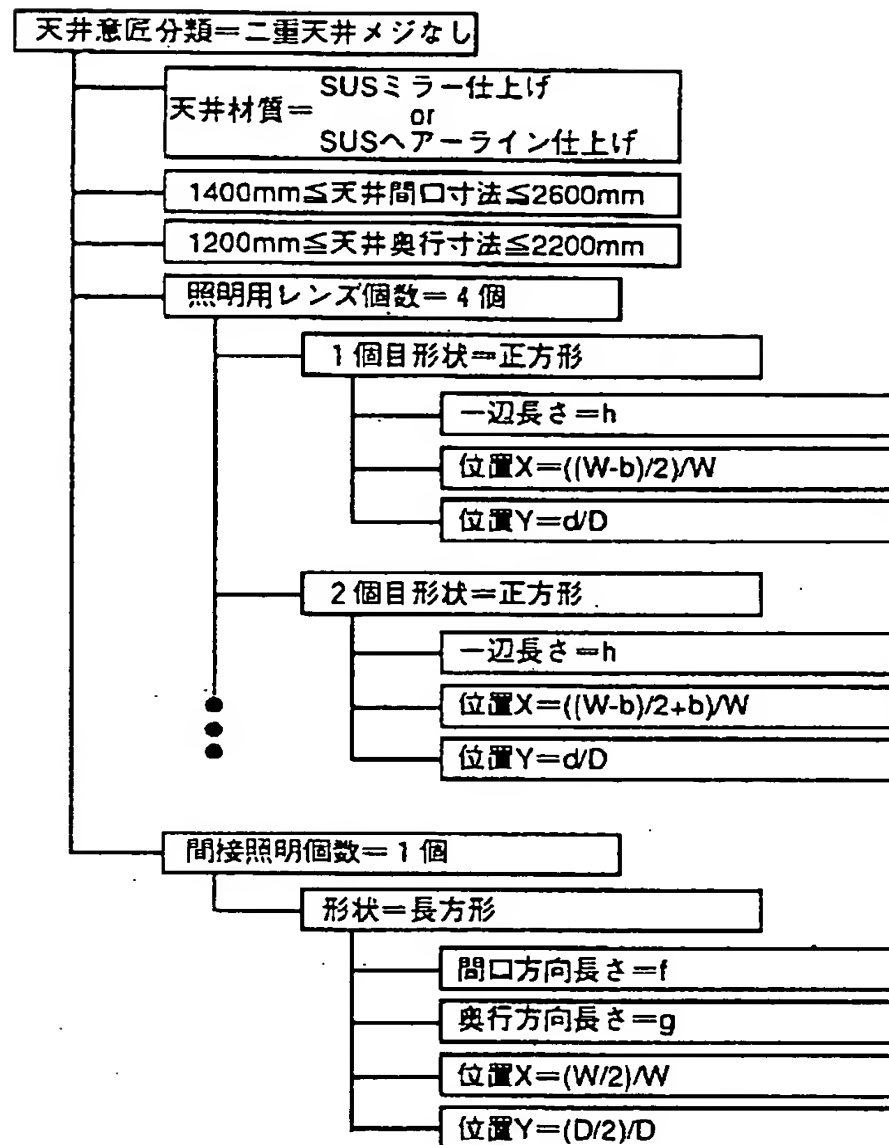 天井意匠分類＝二重天井メジなし
SUSミラー仕上げ
天井材質＝ or
SUSヘアーライン仕上げ
1400mm≦天井間口寸法≦2600mm
1200mm≦天井奥行寸法≦2200mm
照明用レンズ個数＝4個
1個目形状＝正方形
一辺長さ＝h
位置X＝((W-b)/2)/W
位置Y＝d/D
2個目形状＝正方形
一辺長さ＝h
位置X＝((W-b)/2+b)/W
位置Y＝d/D
間接照明個数＝1個
形状＝長方形
間口方向長さ＝f
奥行方向長さ＝g
位置X＝(W/2)/W
位置Y＝(D/2)/D